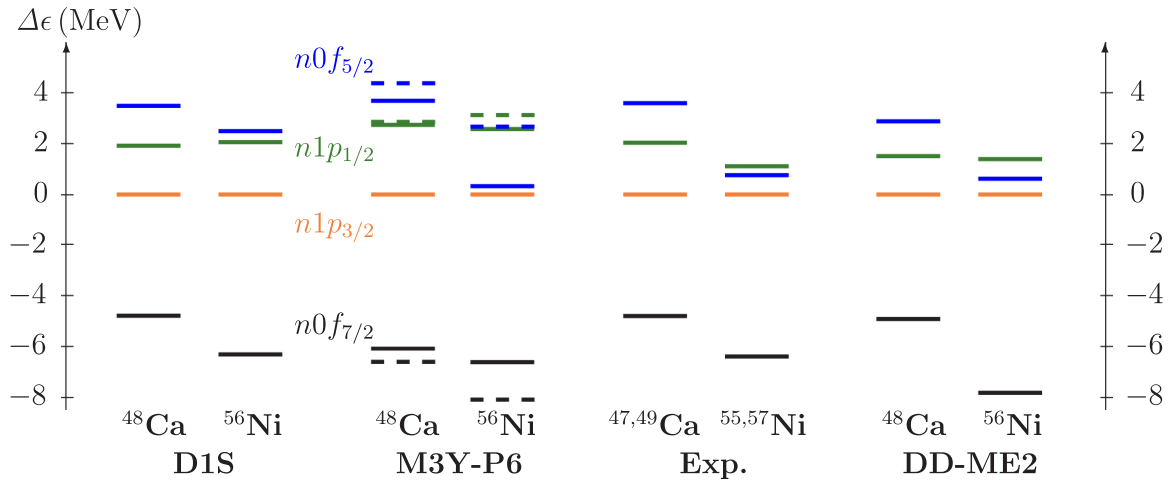 Δϵ (MeV)
n0f5/2
4 4
2 2
n1p1/2
0 0
n1p3/2
−2 −2
−4 −4
n0f7/2
−6 −6
−8 −8
48Ca 56Ni 48Ca 56Ni 47,49Ca 55,57Ni 48Ca 56Ni
D1S M3Y-P6 Exp. DD-ME2